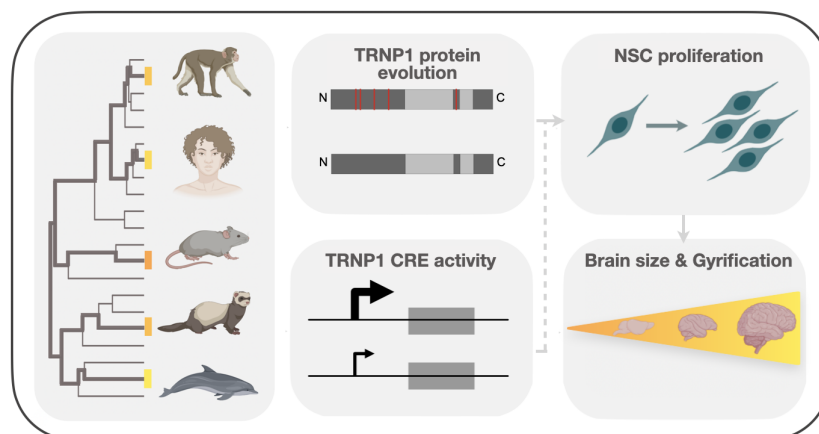 TRNP1 protein
evolution
N C
N C
TRNP1 CRE activity
NSC proliferation
Brain size & Gyrification